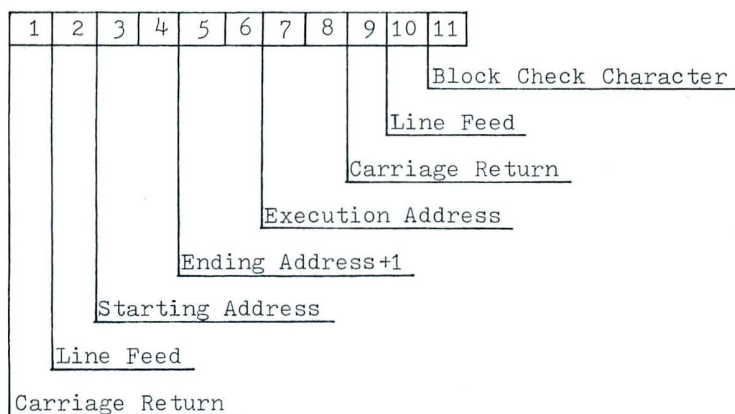 1 2 3 4 5 6 7 8 9 10 11
Block Check Character
Line Feed
Carriage Return
Execution Address
Ending Address+1
Starting Address
Line Feed
Carriage Return